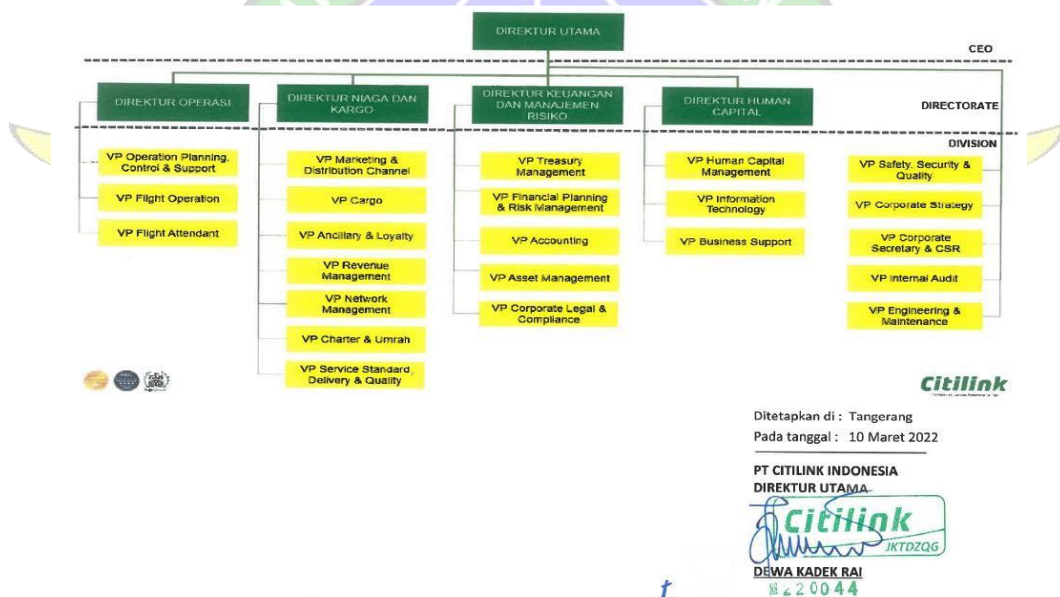 DIREKTUR UTAMA
CEO
DIREKTUR OPERASI
DIREKTUR NIAGA DAN
KARGO
DIREKTUR KEUANGAN
DAN MANAJEMEN
RISIKO
DIREKTUR HUMAN
CAPITAL
DIRECTORATE
DIVISION
VP Operation Planning,
Control & Support
VP Flight Operation
VP Flight Attendant
VP Marketing &
Distribution Channel
VP Cargo
VP Ancillary & Loyalty
VP Revenue
Management
VP Network
Management
VP Charter & Umrah
VP Service Standard,
Delivery & Quality
VP Treasury
Management
VP Financial Planning
& Risk Management
VP Accounting
VP Asset Management
VP Corporate Legal &
Compliance
VP Human Capital
Management
VP Information
Technology
VP Business Support
VP Safety, Security &
Quality
VP Corporate Strategy
VP Corporate
Secretary & CSR
VP Internal Audit
VP Engineering &
Maintenance
Citilink
Ditetapkan di : Tangerang
Pada tanggal : 10 Maret 2022
PT CITILINK INDONESIA
DIREKTUR UTAMA
Citilink
JKTDZQG
DEWA KADEK RAI
220044